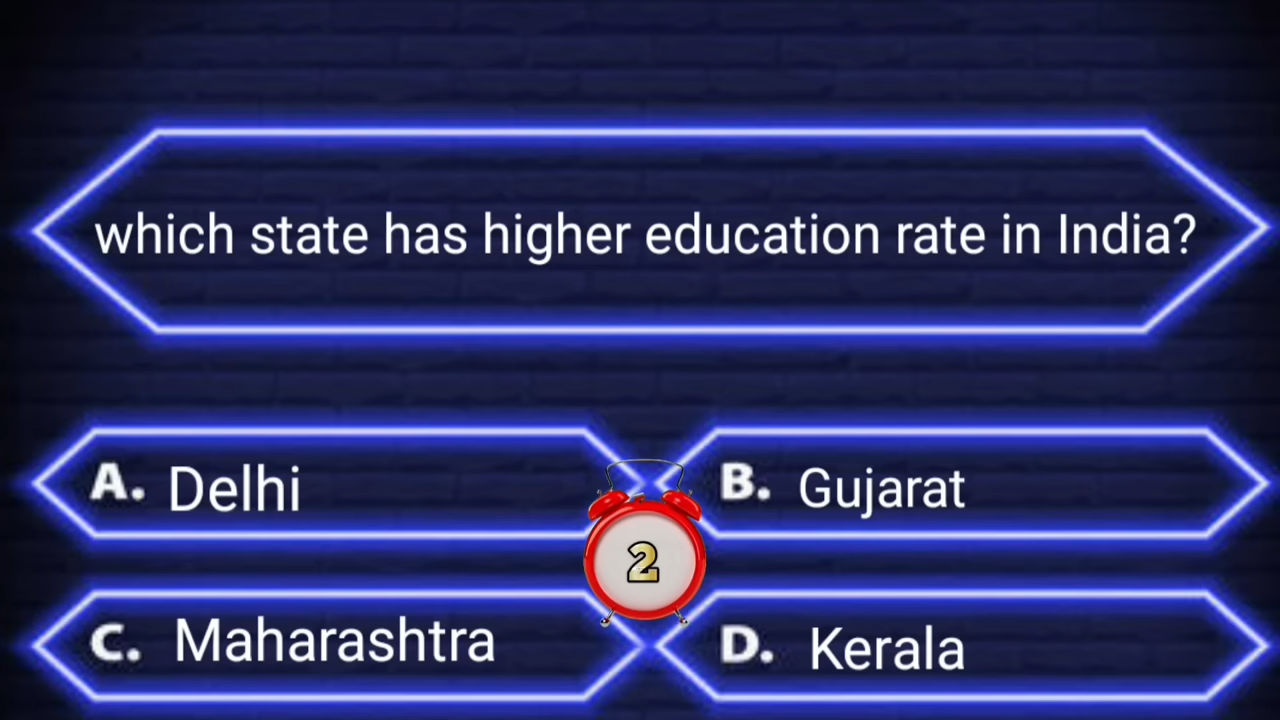 which state has higher education rate in India?
A. Delhi
B. Gujarat
2
C. Maharashtra
D. Kerala